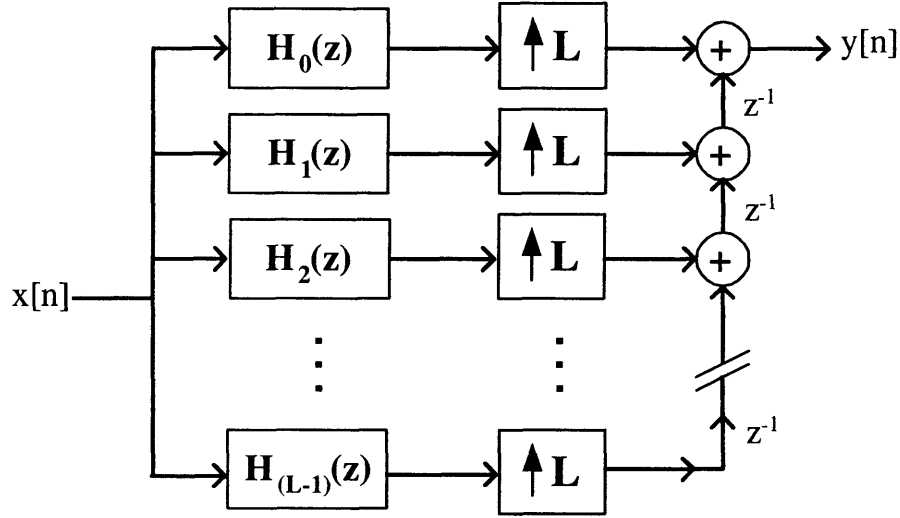 H₀(z) ↑ L + y[n]
z⁻¹
H₁(z) ↑ L +
z⁻¹
H₂(z) ↑ L +
x[n]
z⁻¹
H₍L-1₎(z) ↑ L